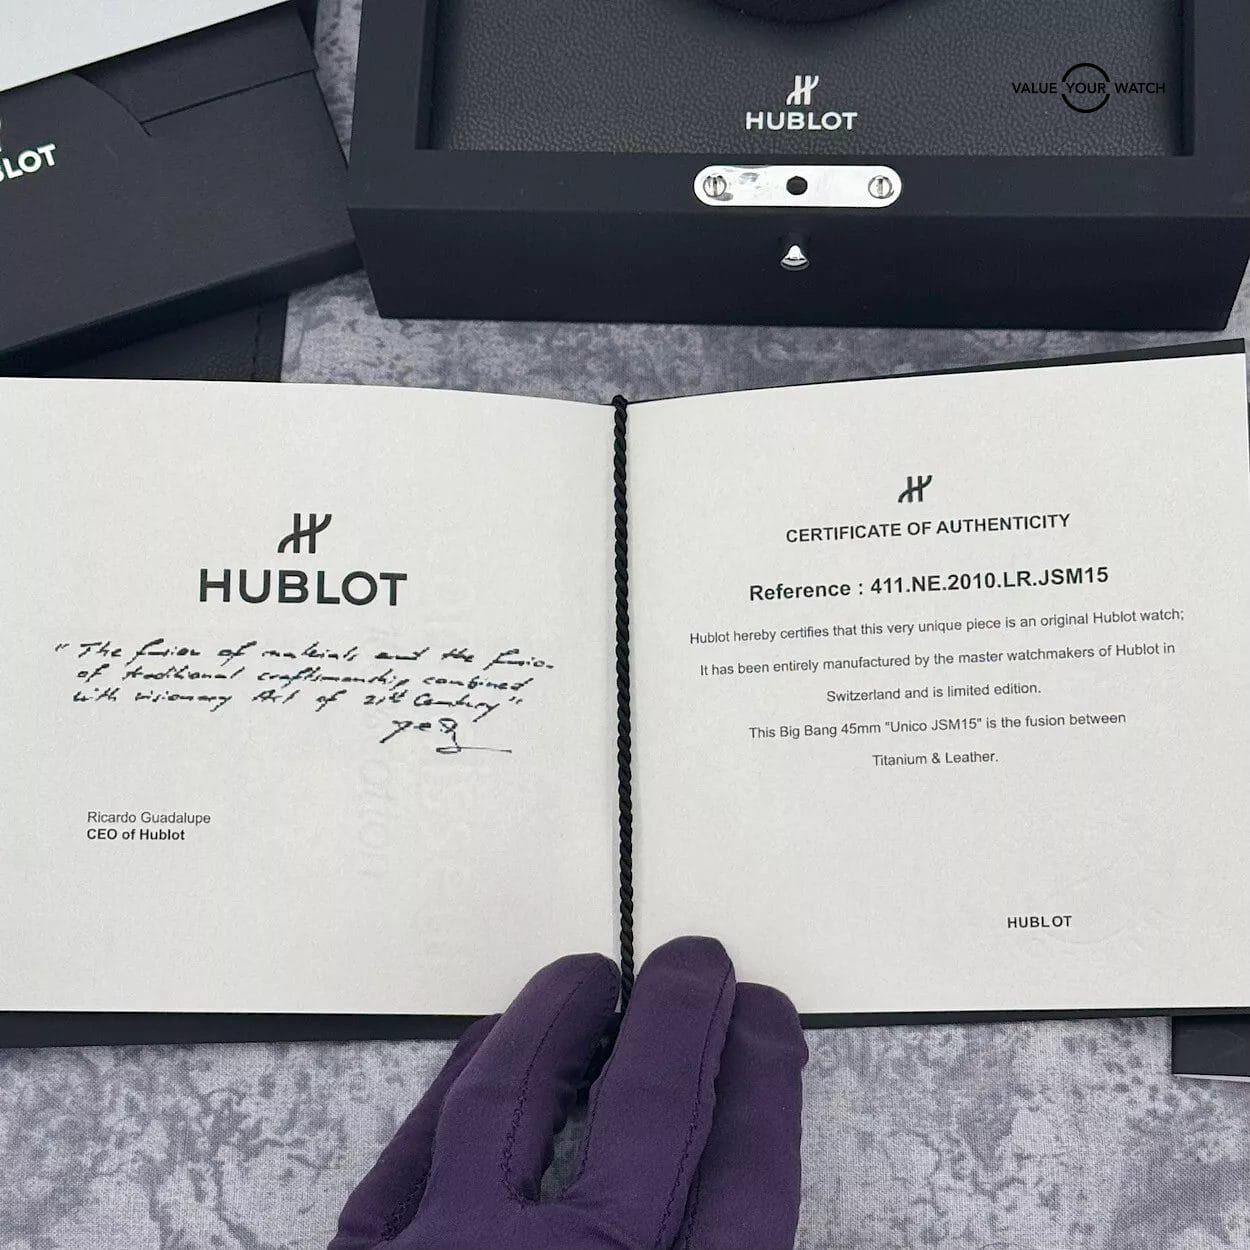 HUBLOT
VALUE YOUR WATCH
LOT
HUBLOT
"The fusion of materials and the fusion
of traditional craftsmanship combined
with visionary Art of 21st Century"
Ricardo Guadalupe
CEO of Hublot
CERTIFICATE OF AUTHENTICITY
Reference : 411.NE.2010.LR.JSM15
Hublot hereby certifies that this very unique piece is an original Hublot watch;
It has been entirely manufactured by the master watchmakers of Hublot in
Switzerland and is limited edition.
This Big Bang 45mm "Unico JSM15" is the fusion between
Titanium & Leather.
HUBLOT